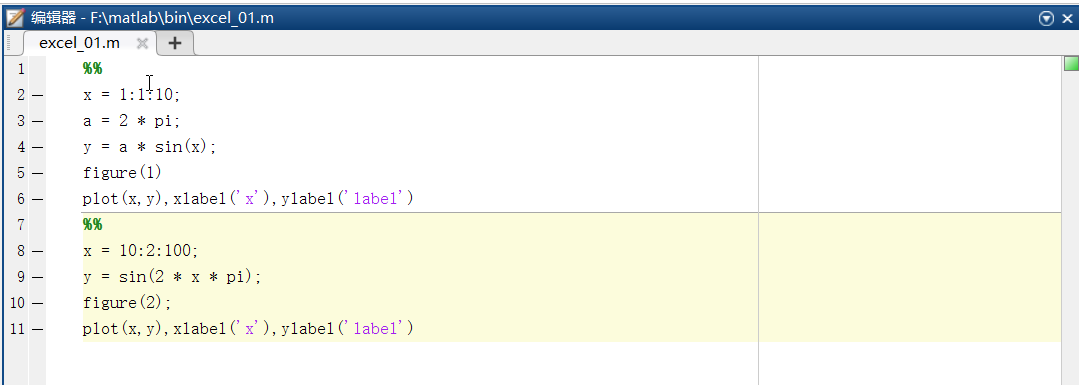 编辑器 - F:\matlab\bin\excel_01.m
excel_01.m
1 %%
2 — x = 1:1:10;
3 — a = 2 * pi;
4 — y = a * sin(x);
5 — figure(1)
6 — plot(x,y),xlabel('x'),ylabel('label')
7 %%
8 — x = 10:2:100;
9 — y = sin(2 * x * pi);
10 — figure(2);
11 — plot(x,y),xlabel('x'),ylabel('label')